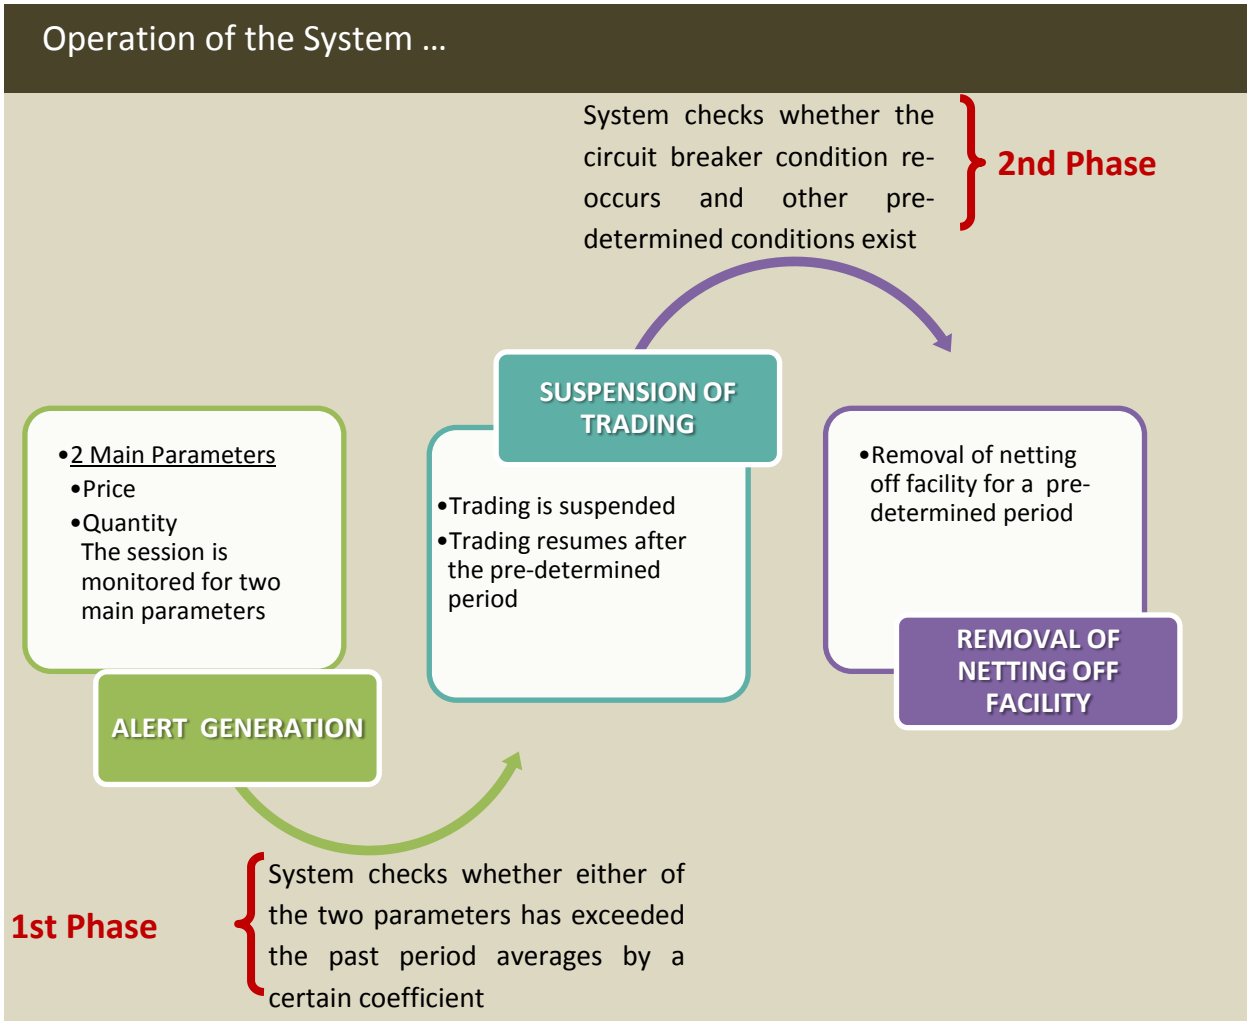 Operation of the System ...
System checks whether the
circuit breaker condition re-
occurs and other pre-
determined conditions exist
2nd Phase
•2 Main Parameters
•Price
•Quantity
The session is
monitored for two
main parameters
ALERT GENERATION
SUSPENSION OF
TRADING
•Trading is suspended
•Trading resumes after
the pre-determined
period
•Removal of netting
off facility for a pre-
determined period
REMOVAL OF
NETTING OFF
FACILITY
1st Phase
System checks whether either of
the two parameters has exceeded
the past period averages by a
certain coefficient